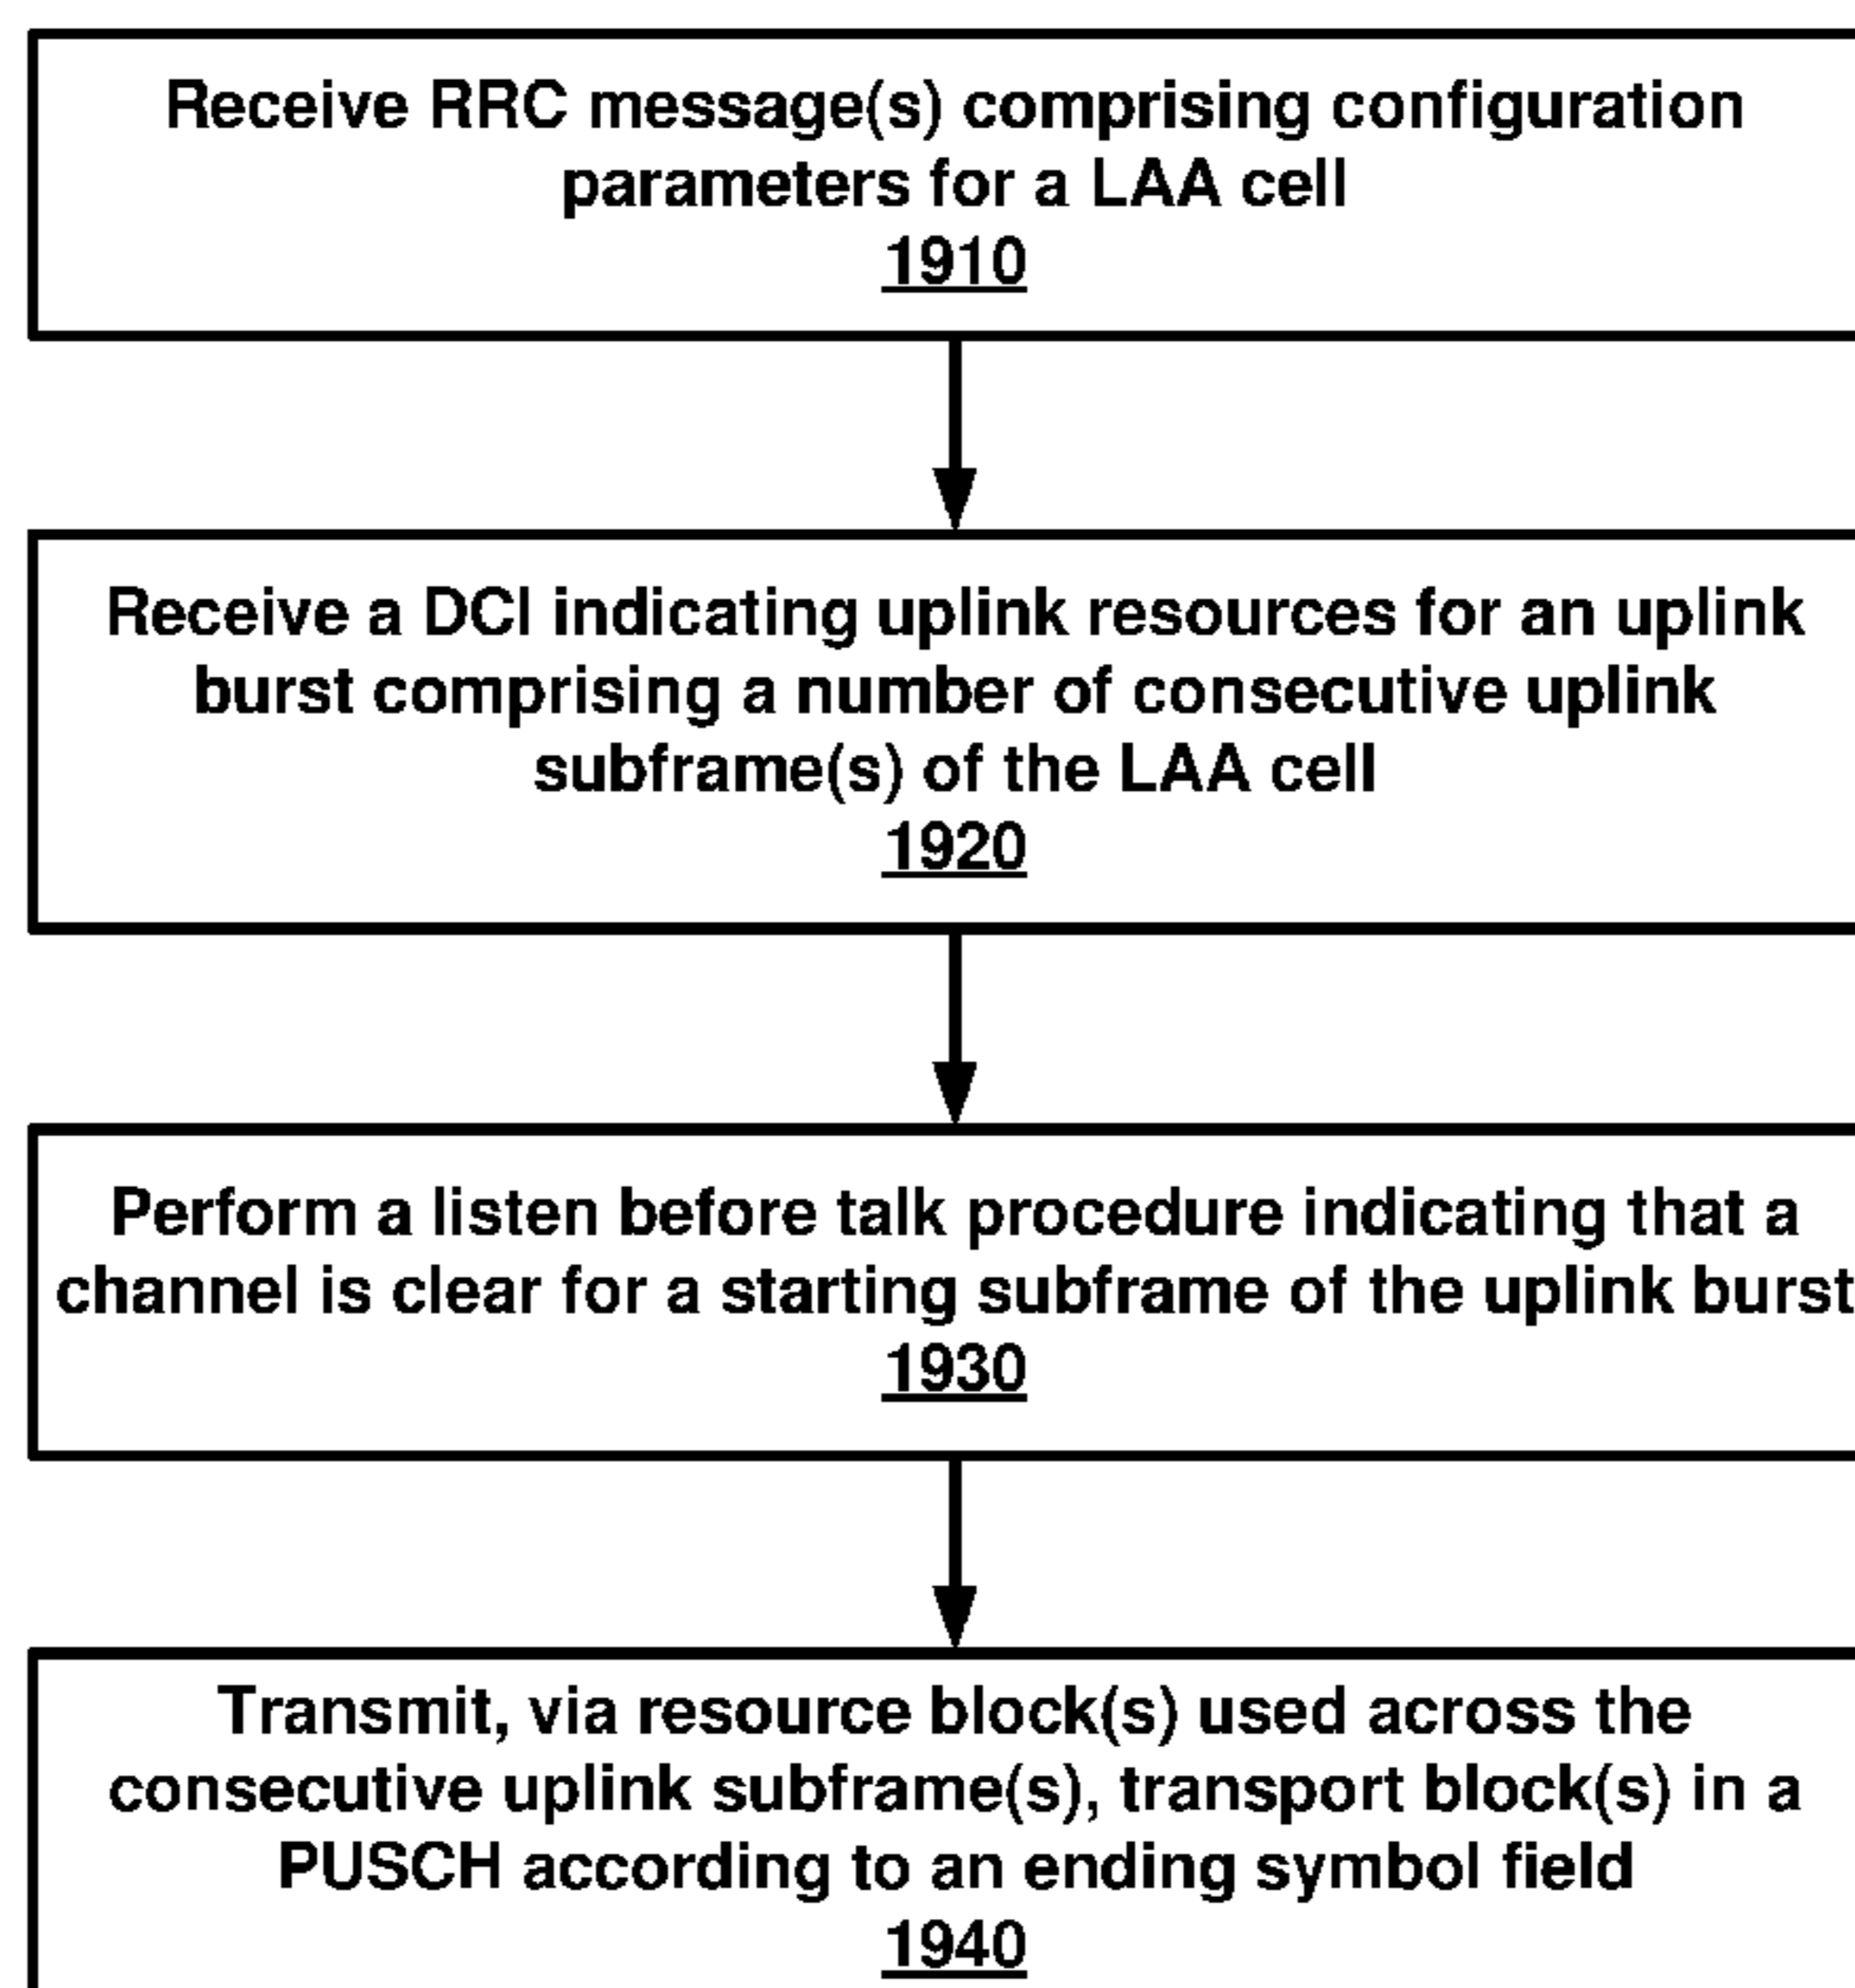 Receive RRC message(s) comprising configuration
parameters for a LAA cell
1910
Receive a DCI indicating uplink resources for an uplink
burst comprising a number of consecutive uplink
subframe(s) of the LAA cell
1920
Perform a listen before talk procedure indicating that a
channel is clear for a starting subframe of the uplink burst
1930
Transmit, via resource block(s) used across the
consecutive uplink subframe(s), transport block(s) in a
PUSCH according to an ending symbol field
1940